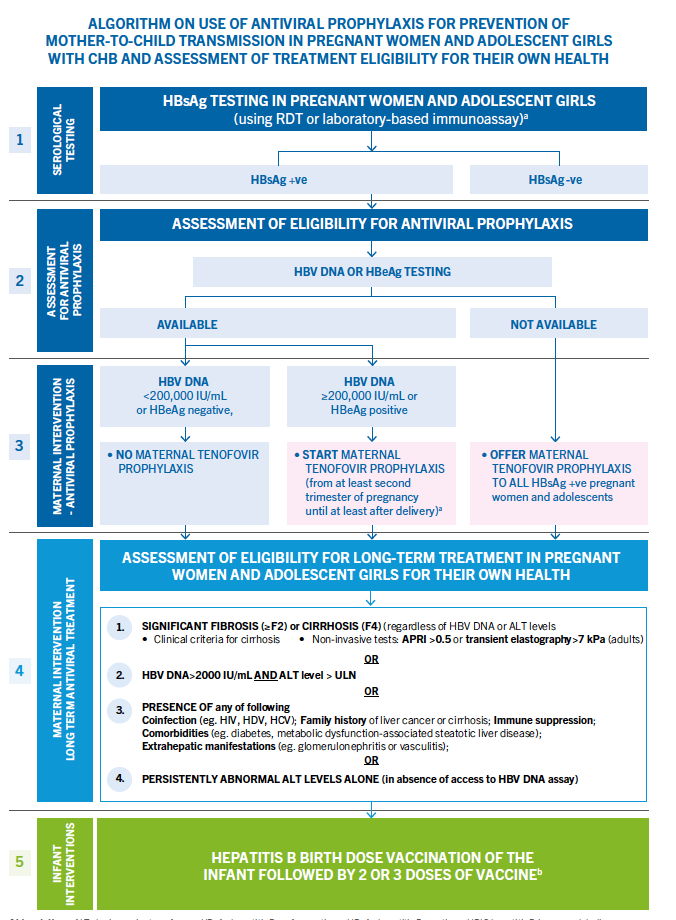 ALGORITHM ON USE OF ANTIVIRAL PROPHYLAXIS FOR PREVENTION OF
MOTHER-TO-CHILD TRANSMISSION IN PREGNANT WOMEN AND ADOLESCENT GIRLS
WITH CHB AND ASSESSMENT OF TREATMENT ELIGIBILITY FOR THEIR OWN HEALTH
1
SEROLOGICAL
TESTING
HBsAg TESTING IN PREGNANT WOMEN AND ADOLESCENT GIRLS
(using RDT or laboratory-based immunoassay)ᵃ
HBsAg +ve
HBsAg -ve
2
ASSESSMENT
FOR ANTIVIRAL
PROPHYLAXIS
ASSESSMENT OF ELIGIBILITY FOR ANTIVIRAL PROPHYLAXIS
HBV DNA OR HBeAg TESTING
AVAILABLE
NOT AVAILABLE
3
MATERNAL INTERVENTION
- ANTIVIRAL PROPHYLAXIS
HBV DNA
<200,000 IU/mL
or HBeAg negative,
HBV DNA
≥200,000 IU/mL or
HBeAg positive
• NO MATERNAL TENOFOVIR
PROPHYLAXIS
• START MATERNAL
TENOFOVIR PROPHYLAXIS
(from at least second
trimester of pregnancy
until at least after delivery)ᵃ
• OFFER MATERNAL
TENOFOVIR PROPHYLAXIS
TO ALL HBsAg +ve pregnant
women and adolescents
4
MATERNAL INTERVENTION
LONG TERM ANTIVIRAL TREATMENT
ASSESSMENT OF ELIGIBILITY FOR LONG-TERM TREATMENT IN PREGNANT
WOMEN AND ADOLESCENT GIRLS FOR THEIR OWN HEALTH
1. SIGNIFICANT FIBROSIS (≥F2) or CIRRHOSIS (F4) (regardless of HBV DNA or ALT levels
• Clinical criteria for cirrhosis • Non-invasive tests: APRI >0.5 or transient elastography>7 kPa (adults)
OR
2. HBV DNA>2000 IU/mL AND ALT level > ULN
OR
3. PRESENCE OF any of following
Coinfection (eg. HIV, HDV, HCV); Family history of liver cancer or cirrhosis; Immune suppression;
Comorbidities (eg. diabetes, metabolic dysfunction-associated steatotic liver disease);
Extrahepatic manifestations (eg. glomerulonephritis or vasculitis);
OR
4. PERSISTENTLY ABNORMAL ALT LEVELS ALONE (in absence of access to HBV DNA assay)
5
INFANT
INTERVENTIONS
HEPATITIS B BIRTH DOSE VACCINATION OF THE
INFANT FOLLOWED BY 2 OR 3 DOSES OF VACCINEᵇ